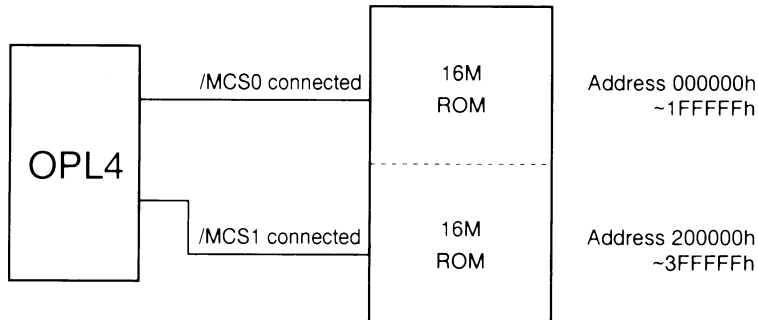 OPL4
/MCS0 connected
16M
ROM
Address 000000h
~1FFFFFh
/MCS1 connected
16M
ROM
Address 200000h
~3FFFFFh